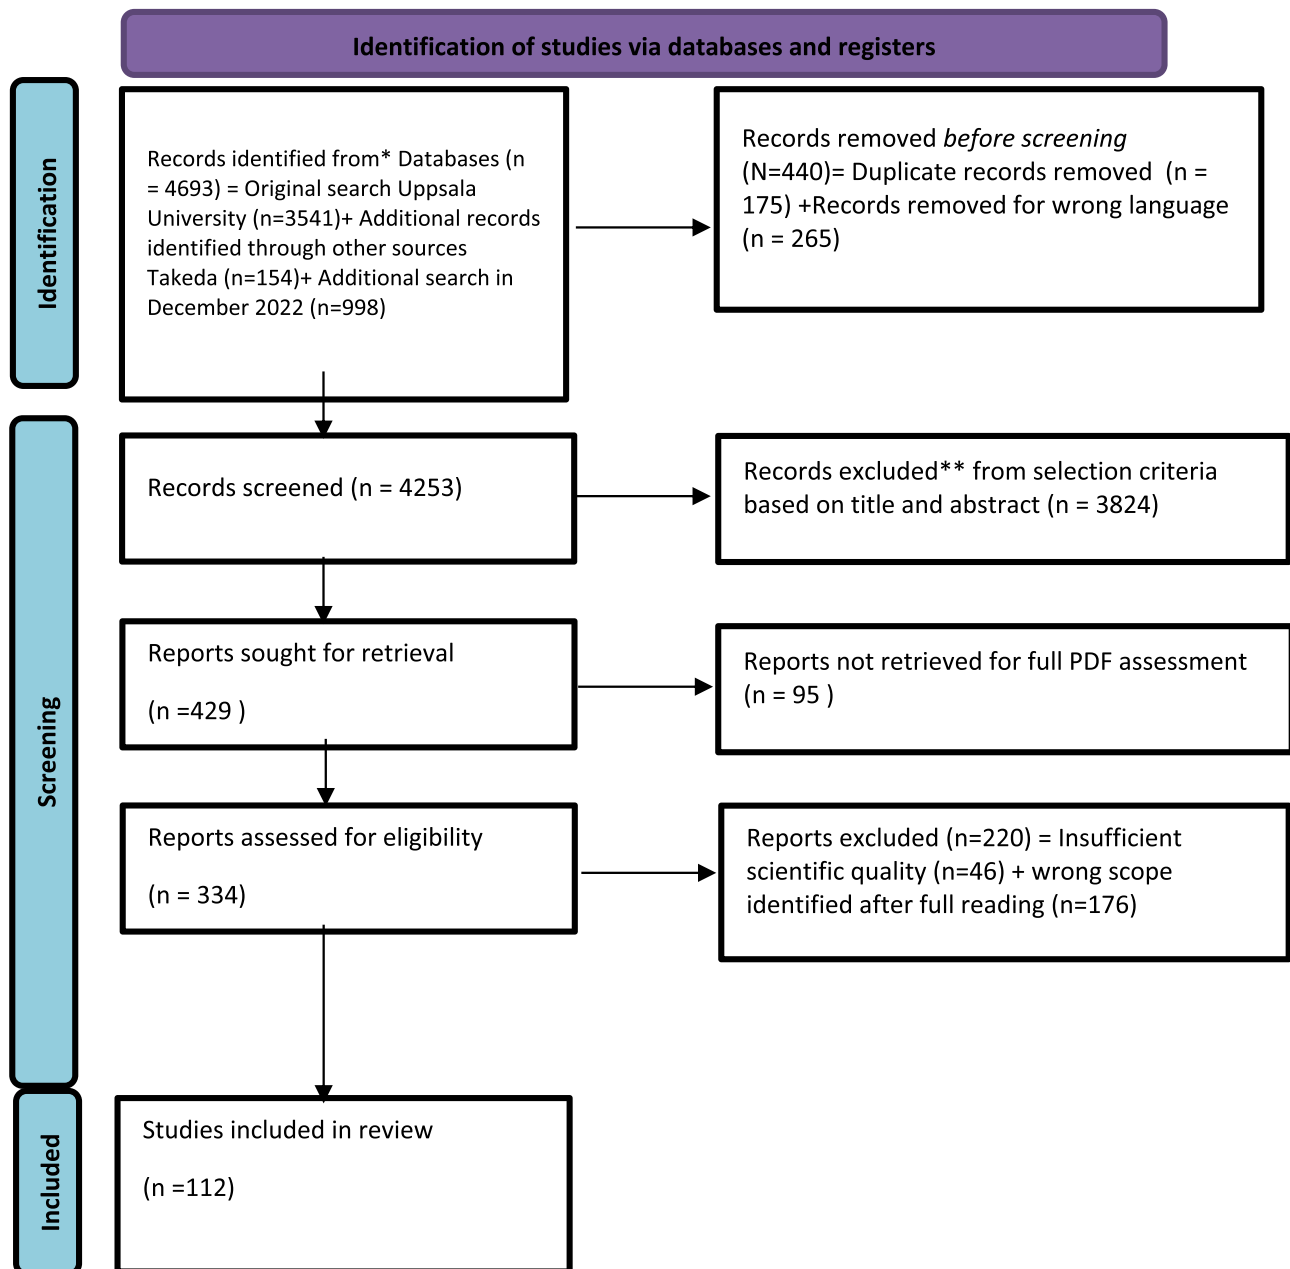 Identification of studies via databases and registers
Identification
Records identified from* Databases (n
= 4693) = Original search Uppsala
University (n=3541)+ Additional records
identified through other sources
Takeda (n=154)+ Additional search in
December 2022 (n=998)
Records removed before screening
(N=440)= Duplicate records removed  (n =
175) +Records removed for wrong language
(n = 265)
Screening
Records screened (n = 4253)
Records excluded** from selection criteria
based on title and abstract (n = 3824)
Reports sought for retrieval
(n =429 )
Reports not retrieved for full PDF assessment
(n = 95 )
Reports assessed for eligibility
(n = 334)
Reports excluded (n=220) = Insufficient
scientific quality (n=46) + wrong scope
identified after full reading (n=176)
Included
Studies included in review
(n =112)